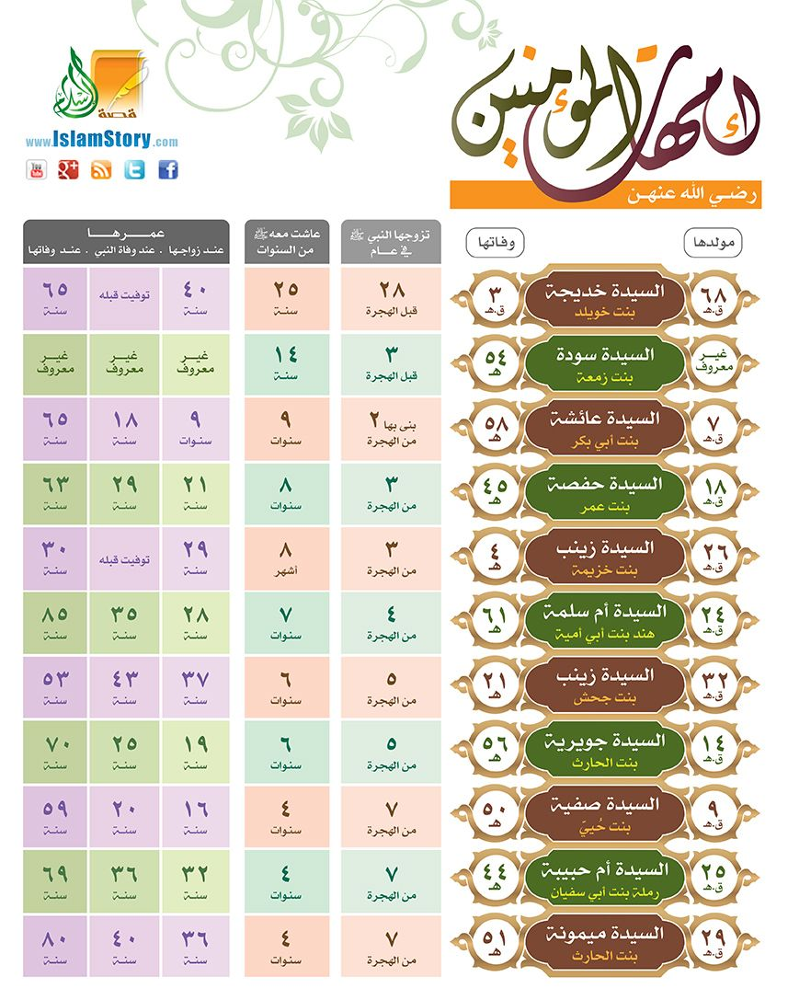 أمهات المؤمنين
رضي الله عنهن
قصة الإسلام
www.IslamStory.com
You Tube
مولدها
وفاتها
تزوجها النبي ﷺ
في عام
عاشت معه ﷺ
من السنوات
عمرها
عند زواجها . عند وفاة النبي . عند وفاتها
٦٨ ق.هـ السيدة خديجة ٣ ق.هـ ٢٨ ٢٥ ٤٠ توفيت قبله ٦٥
بنت خويلد قبل الهجرة سنة سنة سنة
غير السيدة سودة ٥٤ هـ ٣ ١٤ غير غير غير
معروف بنت زمعة قبل الهجرة سنة معروف معروف معروف
٧ ق.هـ السيدة عائشة ٥٨ هـ بنى بها ٢ ٩ ٩ ١٨ ٦٥
بنت أبي بكر من الهجرة سنوات سنوات سنة سنة
١٨ ق.هـ السيدة حفصة ٤٥ هـ ٣ ٨ ٢١ ٢٩ ٦٣
بنت عمر من الهجرة سنوات سنة سنة سنة
٢٦ ق.هـ السيدة زينب ٤ هـ ٣ ٨ ٢٩ توفيت قبله ٣٠
بنت خزيمة من الهجرة أشهر سنة سنة
٢٤ ق.هـ السيدة أم سلمة ٦١ هـ ٤ ٧ ٢٨ ٣٥ ٨٥
هند بنت أبي أمية من الهجرة سنوات سنة سنة سنة
٣٢ ق.هـ السيدة زينب ٢١ هـ ٥ ٦ ٣٧ ٤٣ ٥٣
بنت جحش من الهجرة سنوات سنة سنة سنة
١٤ ق.هـ السيدة جويرية ٥٦ هـ ٥ ٦ ١٩ ٢٥ ٧٠
بنت الحارث من الهجرة سنوات سنة سنة سنة
٩ ق.هـ السيدة صفية ٥٠ هـ ٧ ٤ ١٦ ٢٠ ٥٩
بنت حُييّ من الهجرة سنوات سنة سنة سنة
٢٥ ق.هـ السيدة أم حبيبة ٤٤ هـ ٧ ٤ ٣٢ ٣٦ ٦٩
رملة بنت أبي سفيان من الهجرة سنوات سنة سنة سنة
٢٩ ق.هـ السيدة ميمونة ٥١ هـ ٧ ٤ ٣٦ ٤٠ ٨٠
بنت الحارث من الهجرة سنوات سنة سنة سنة